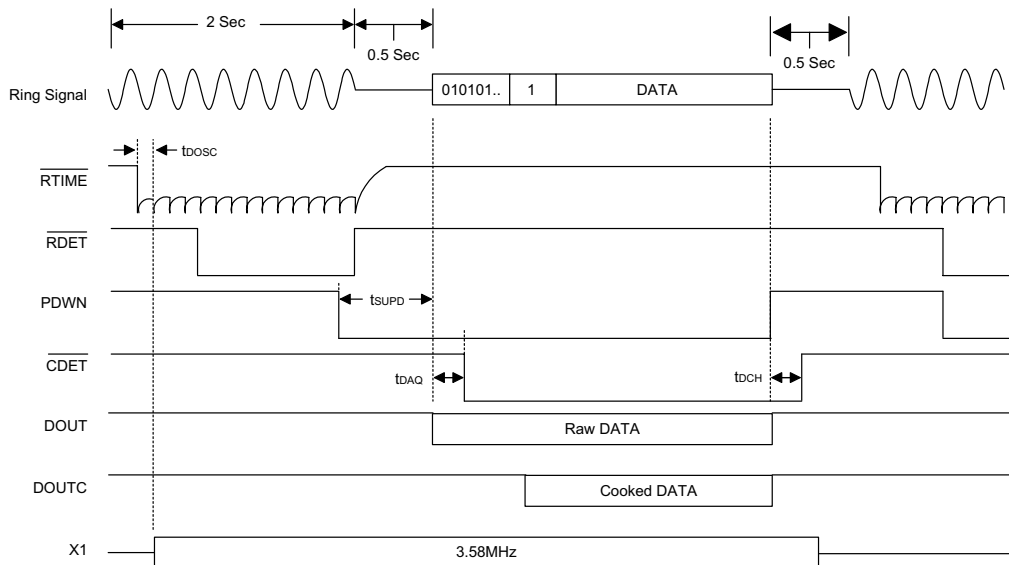 2 Sec
0.5 Sec
0.5 Sec
Ring Signal
010101.. 1 DATA
tDOSC
RTIME
RDET
PDWN
tSUPD
CDET
tDAQ
tDCH
DOUT
Raw DATA
DOUTC
Cooked DATA
X1
3.58MHz